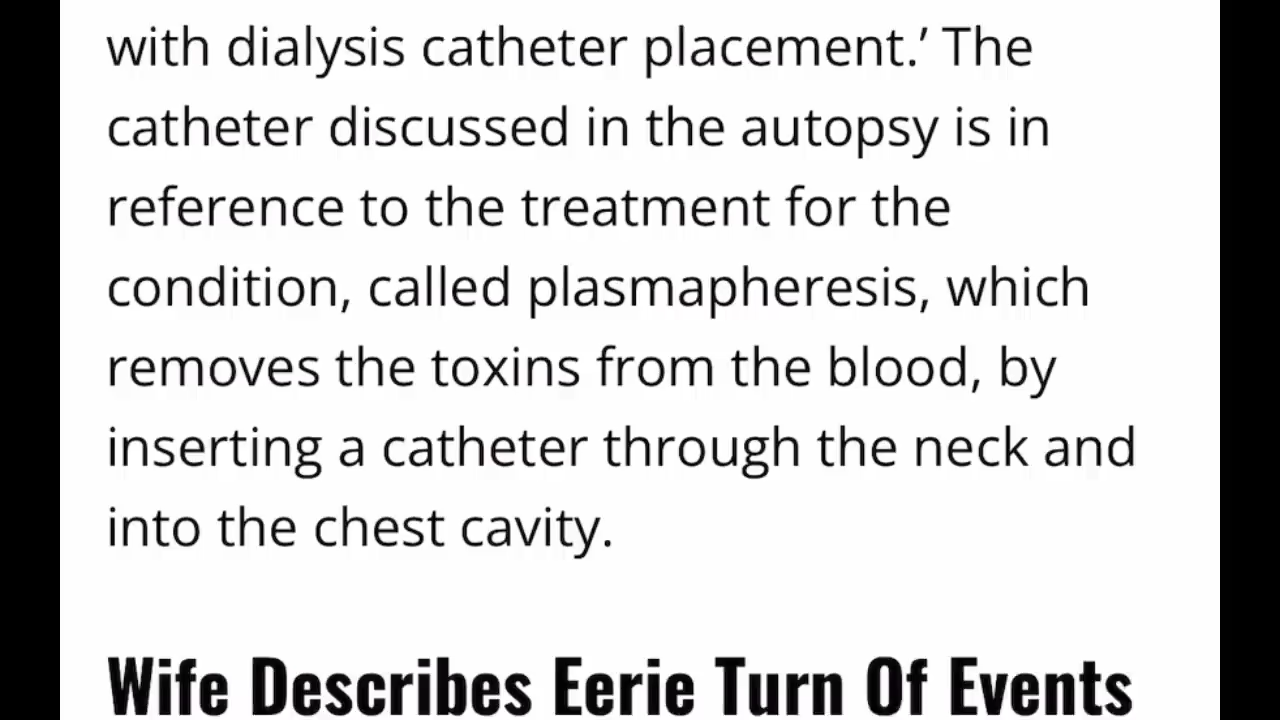 with dialysis catheter placement.’ The
catheter discussed in the autopsy is in
reference to the treatment for the
condition, called plasmapheresis, which
removes the toxins from the blood, by
inserting a catheter through the neck and
into the chest cavity.
Wife Describes Eerie Turn Of Events